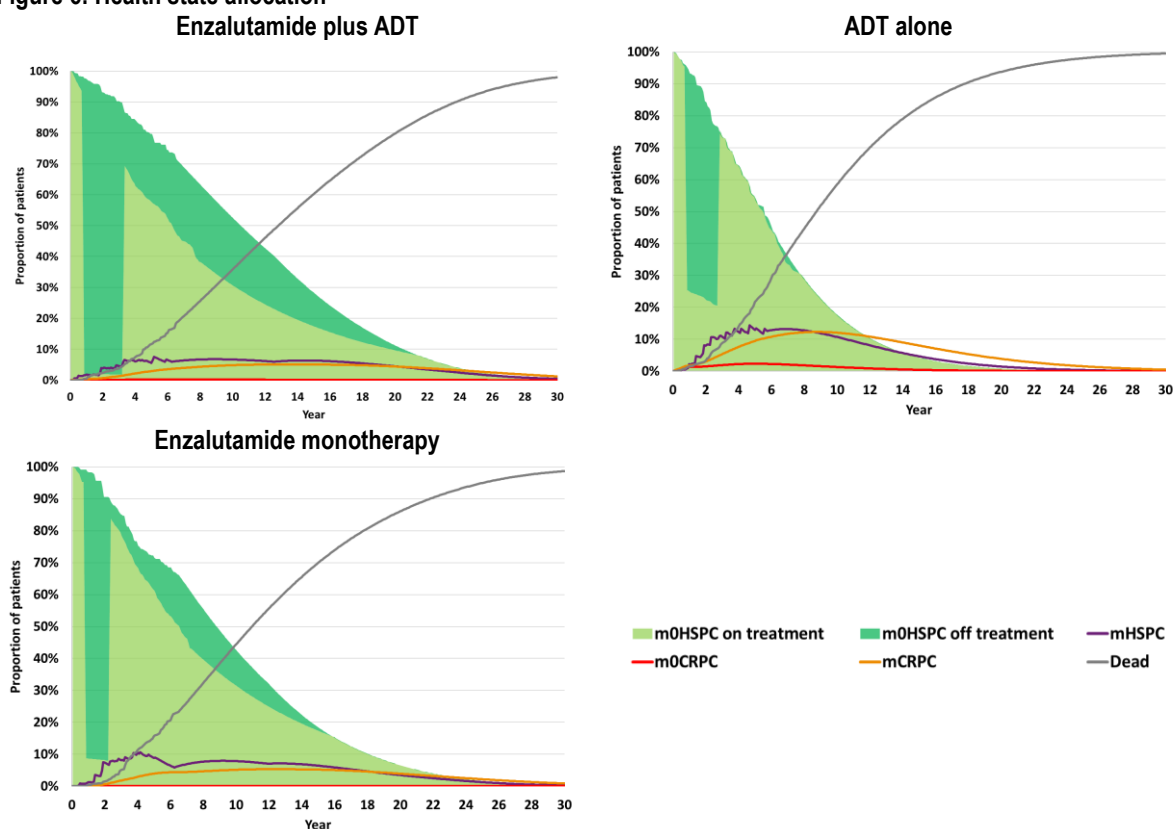 Figure 6. Health state allocation
Enzalutamide plus ADT
100%
90%
80%
70%
60%
50%
40%
30%
20%
10%
0%
Proportion of patients
0 2 4 6 8 10 12 14 16 18 20 22 24 26 28 30
Year
ADT alone
100%
90%
80%
70%
60%
50%
40%
30%
20%
10%
0%
Proportion of patients
0 2 4 6 8 10 12 14 16 18 20 22 24 26 28 30
Year
Enzalutamide monotherapy
100%
90%
80%
70%
60%
50%
40%
30%
20%
10%
0%
Proportion of patients
0 2 4 6 8 10 12 14 16 18 20 22 24 26 28 30
Year
m0HSPC on treatment m0HSPC off treatment mHSPC
m0CRPC mCRPC Dead